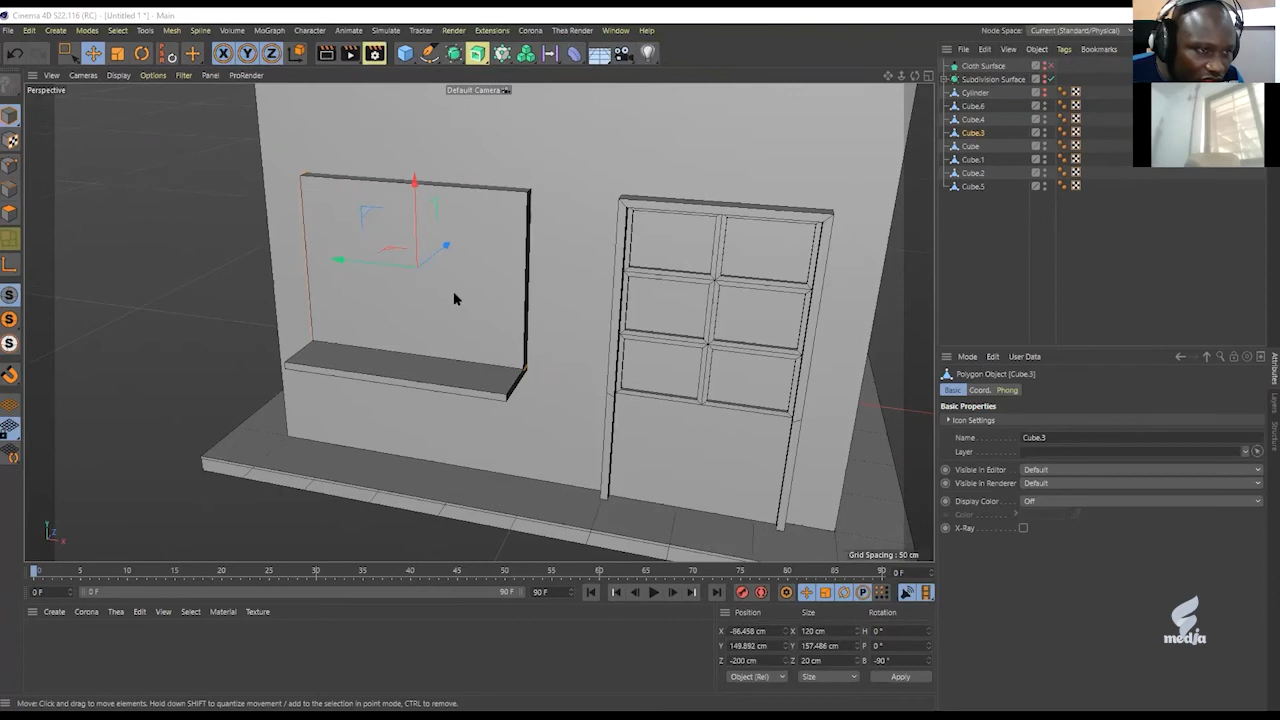 Cinema 4D S22.116 (RC) - [Untitled 1 *] - Main
File Edit Create Modes Select Tools Mesh Spline Volume MoGraph Character Animate Simulate Tracker Render Extensions Corona Thea Render Window Help
Node Space: Current (Standard/Physical)
X Y Z
File Edit View Object Tags Bookmarks
View Cameras Display Options Filter Panel ProRender
Perspective
Default Camera
Cloth Surface
Subdivision Surface
Cylinder
Cube.6
Cube.4
Cube.3
Cube
Cube.1
Cube.2
Cube.5
S
S
S
Mode Edit User Data
Polygon Object [Cube.3]
Basic Coord. Phong
Basic Properties
Icon Settings
Name Cube.3
Layer
Visible in Editor Default
Visible in Renderer Default
Display Color Off
Color
X-Ray
Attributes
Layers
Structure
Y Z X
Grid Spacing : 50 cm
0 5 10 15 20 25 30 35 40 45 50 55 60 65 70 75 80 85 90 0 F
0 F 0 F 90 F 90 F
P
Create Corona Thea Edit View Select Material Texture
Position Size Rotation
X -86.458 cm X 120 cm H 0 °
Y 149.892 cm Y 157.486 cm P 0 °
Z -200 cm Z 20 cm B -90 °
Object (Rel) Size Apply
media
Move: Click and drag to move elements. Hold down SHIFT to quantize movement / add to the selection in point mode, CTRL to remove.